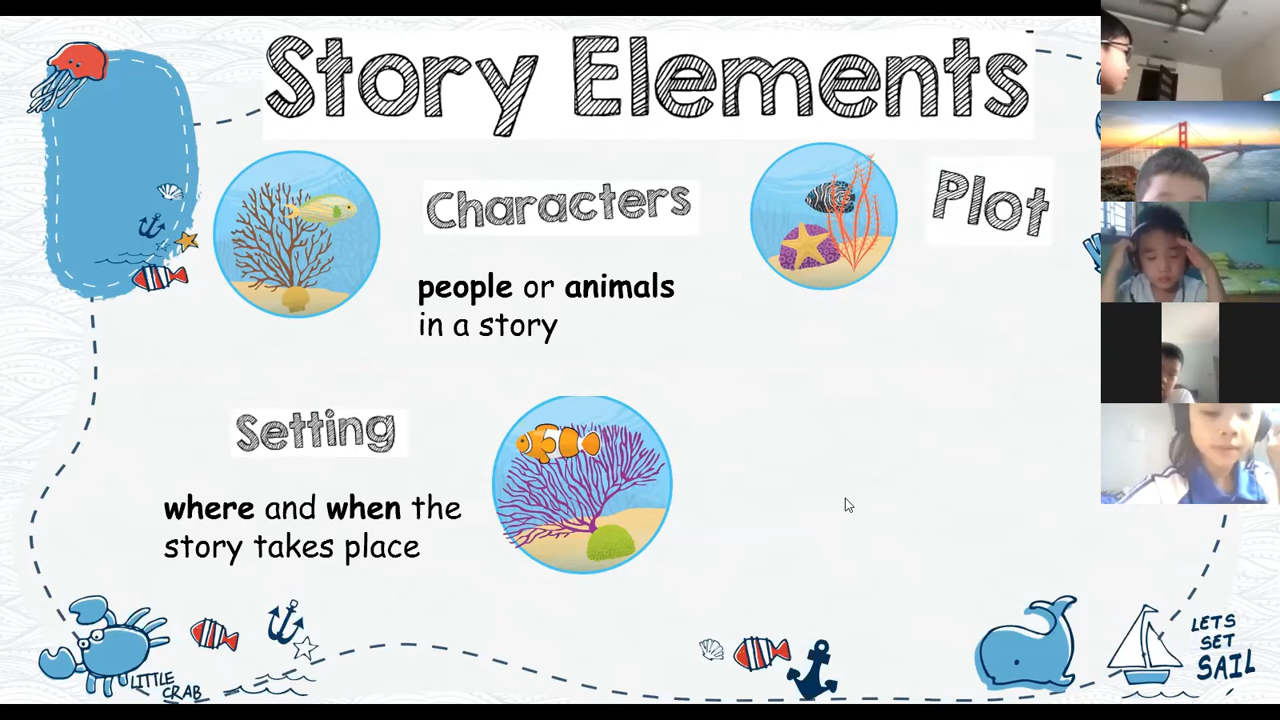 Story Elements
Characters
people or animals
in a story
Plot
Setting
where and when the
story takes place
LITTLE
CRAB
LETS
SET
SAIL